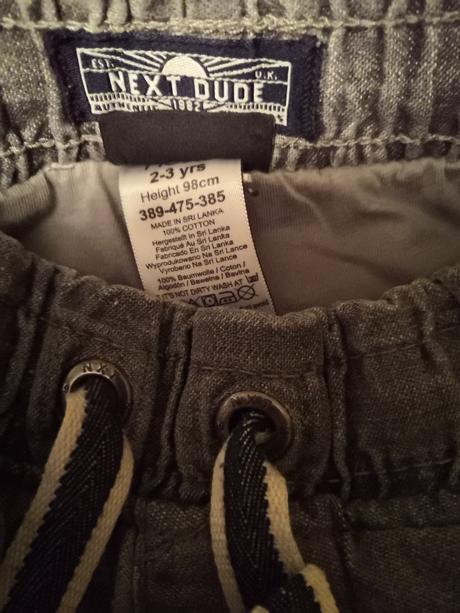 EST. U.K.
NEXT DUDE
AUTHENTIC 1982
2-3 yrs
Height 98cm
389-475-385
MADE IN SRI LANKA
100% COTTON
Hergestellt In Sri Lanka
Fabriqué Au Sri Lanka
Fabricado En Sri Lanka
Wyprodukowano Na Sri Lance
Vyrobeno Na Sri Lance
100% Baumwolle / Coton /
Algodón / Bawełna / Bavlna
IT'S NOT DIRTY WASH AT
NX